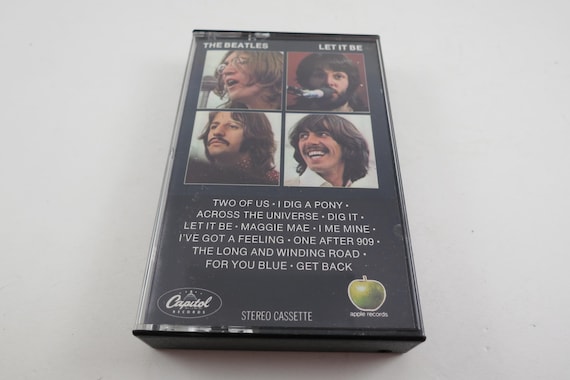 THE BEATLES LET IT BE
TWO OF US • I DIG A PONY •
ACROSS THE UNIVERSE • DIG IT •
LET IT BE • MAGGIE MAE • I ME MINE •
I'VE GOT A FEELING • ONE AFTER 909 •
THE LONG AND WINDING ROAD •
FOR YOU BLUE • GET BACK
Capitol
RECORDS
STEREO CASSETTE
apple records